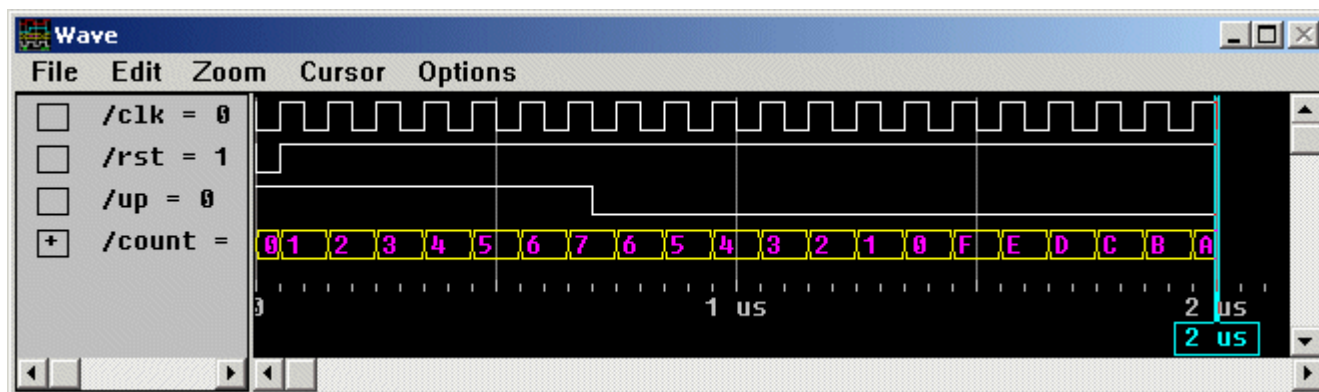 Wave
File Edit Zoom Cursor Options
/clk = 0
/rst = 1
/up = 0
/count = 0 1 2 3 4 5 6 7 6 5 4 3 2 1 0 F E D C B A
0 1 us 2 us
2 us